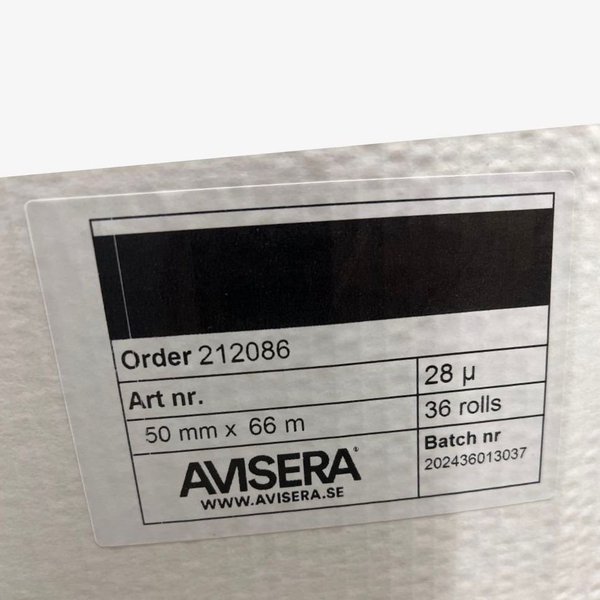 Order 212086
Art nr.
28 µ
50 mm x 66 m
36 rolls
AVISERA®
WWW.AVISERA.SE
Batch nr
202436013037